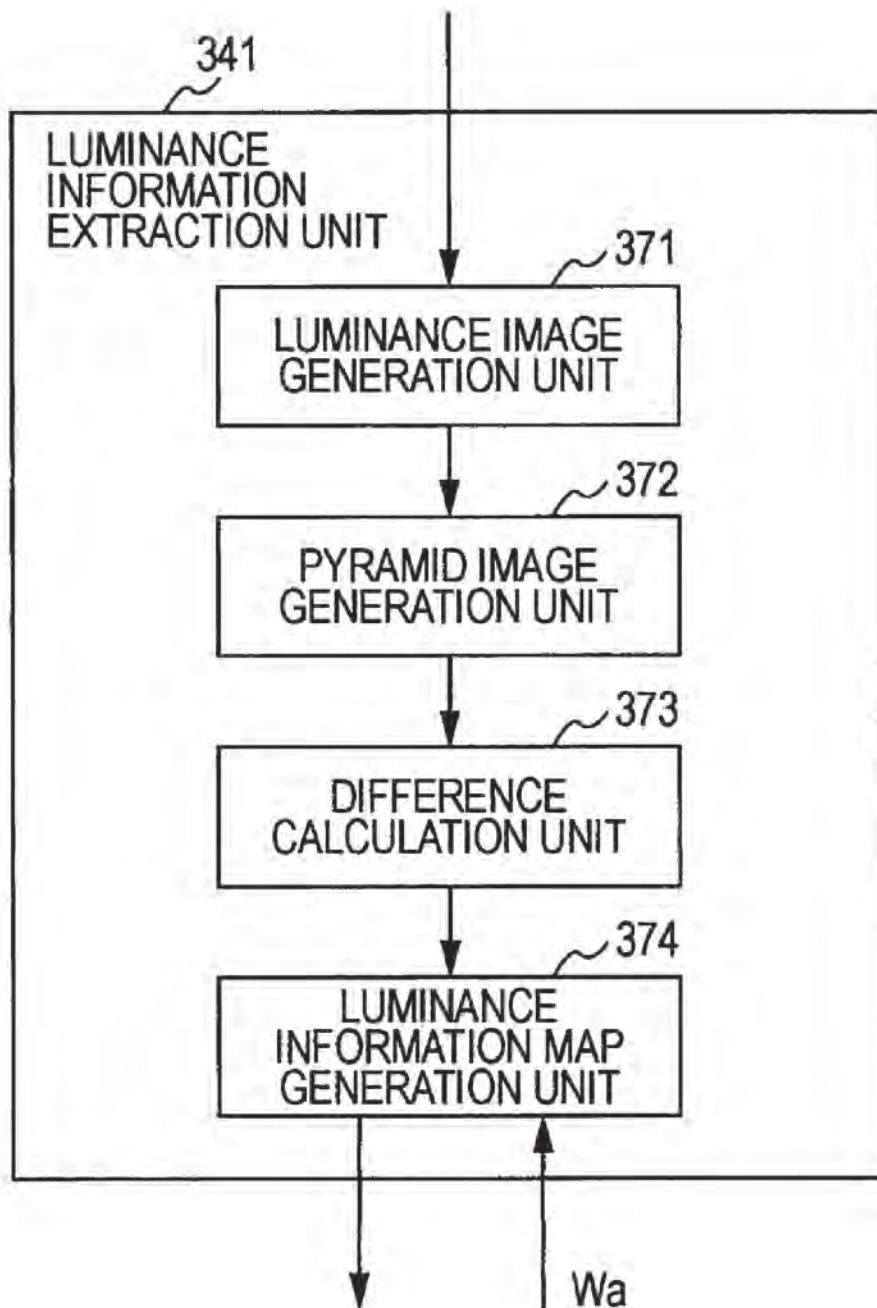 341
LUMINANCE
INFORMATION
EXTRACTION UNIT
371
LUMINANCE IMAGE
GENERATION UNIT
372
PYRAMID IMAGE
GENERATION UNIT
373
DIFFERENCE
CALCULATION UNIT
374
LUMINANCE
INFORMATION MAP
GENERATION UNIT
Wa